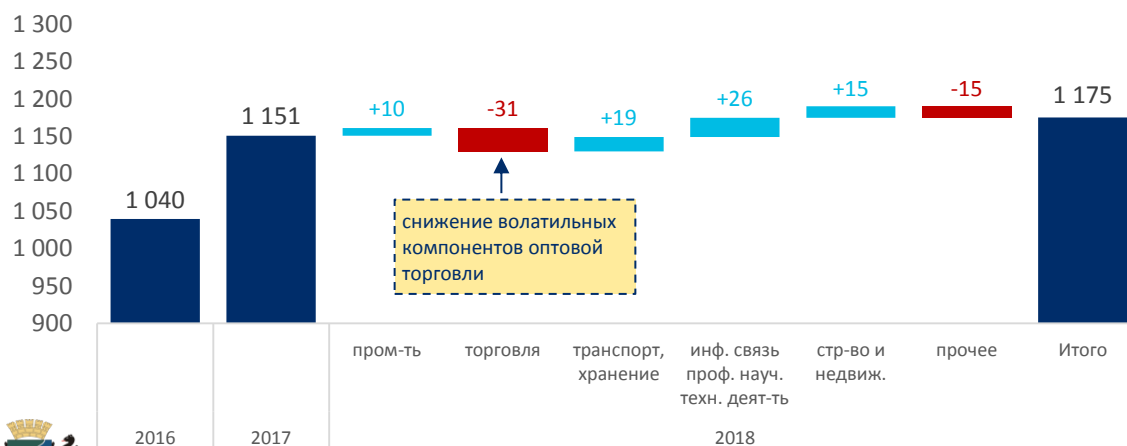 1 300
1 250
1 200
1 150
1 100
1 050
1 000
950
900
1 040
1 151
+10
-31
+19
+26
+15
-15
1 175
снижение волатильных
компонентов оптовой
торговли
пром-ть
торговля
транспорт,
хранение
инф. связь
проф. науч.
техн. деят-ть
стр-во и
недвиж.
прочее
Итого
2016
2017
2018